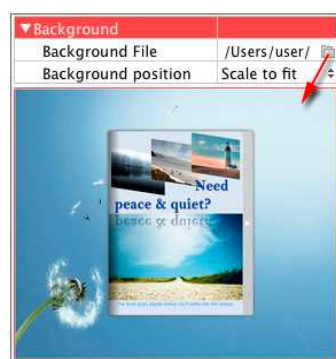 ▼Background
Background File /Users/user/
Background position Scale to fit
Need
peace & quiet?